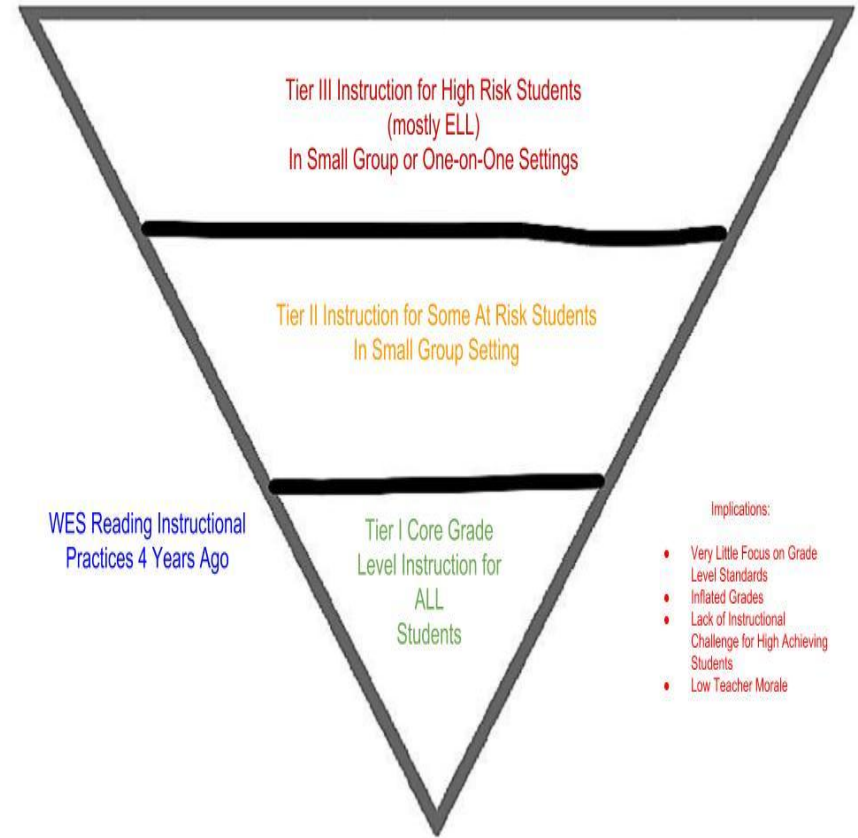 Tier III Instruction for High Risk Students
(mostly ELL)
In Small Group or One-on-One Settings
Tier II Instruction for Some At Risk Students
In Small Group Setting
WES Reading Instructional
Practices 4 Years Ago
Tier I Core Grade
Level Instruction for
ALL
Students
Implications:
● Very Little Focus on Grade
Level Standards
● Inflated Grades
● Lack of Instructional
Challenge for High Achieving
Students
● Low Teacher Morale